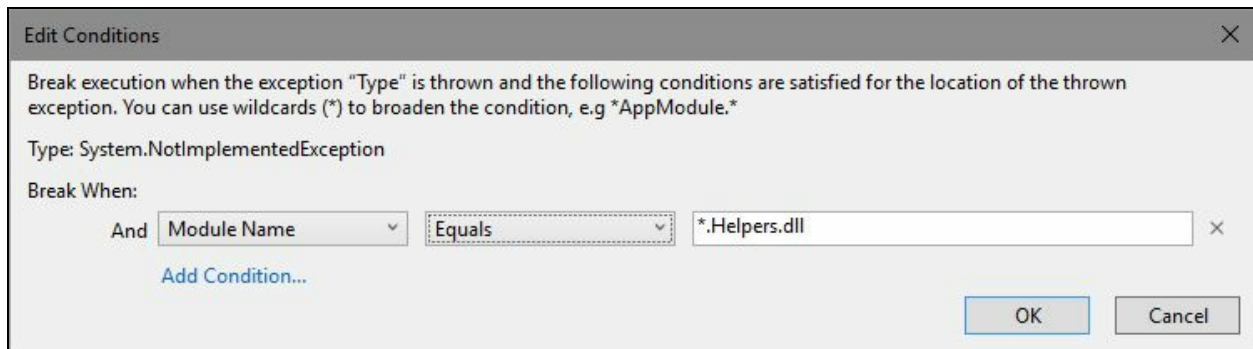 Edit Conditions
Break execution when the exception “Type” is thrown and the following conditions are satisfied for the location of the thrown
exception. You can use wildcards (*) to broaden the condition, e.g *AppModule.*
Type: System.NotImplementedException
Break When:
And Module Name Equals *.Helpers.dll
Add Condition...
OK Cancel